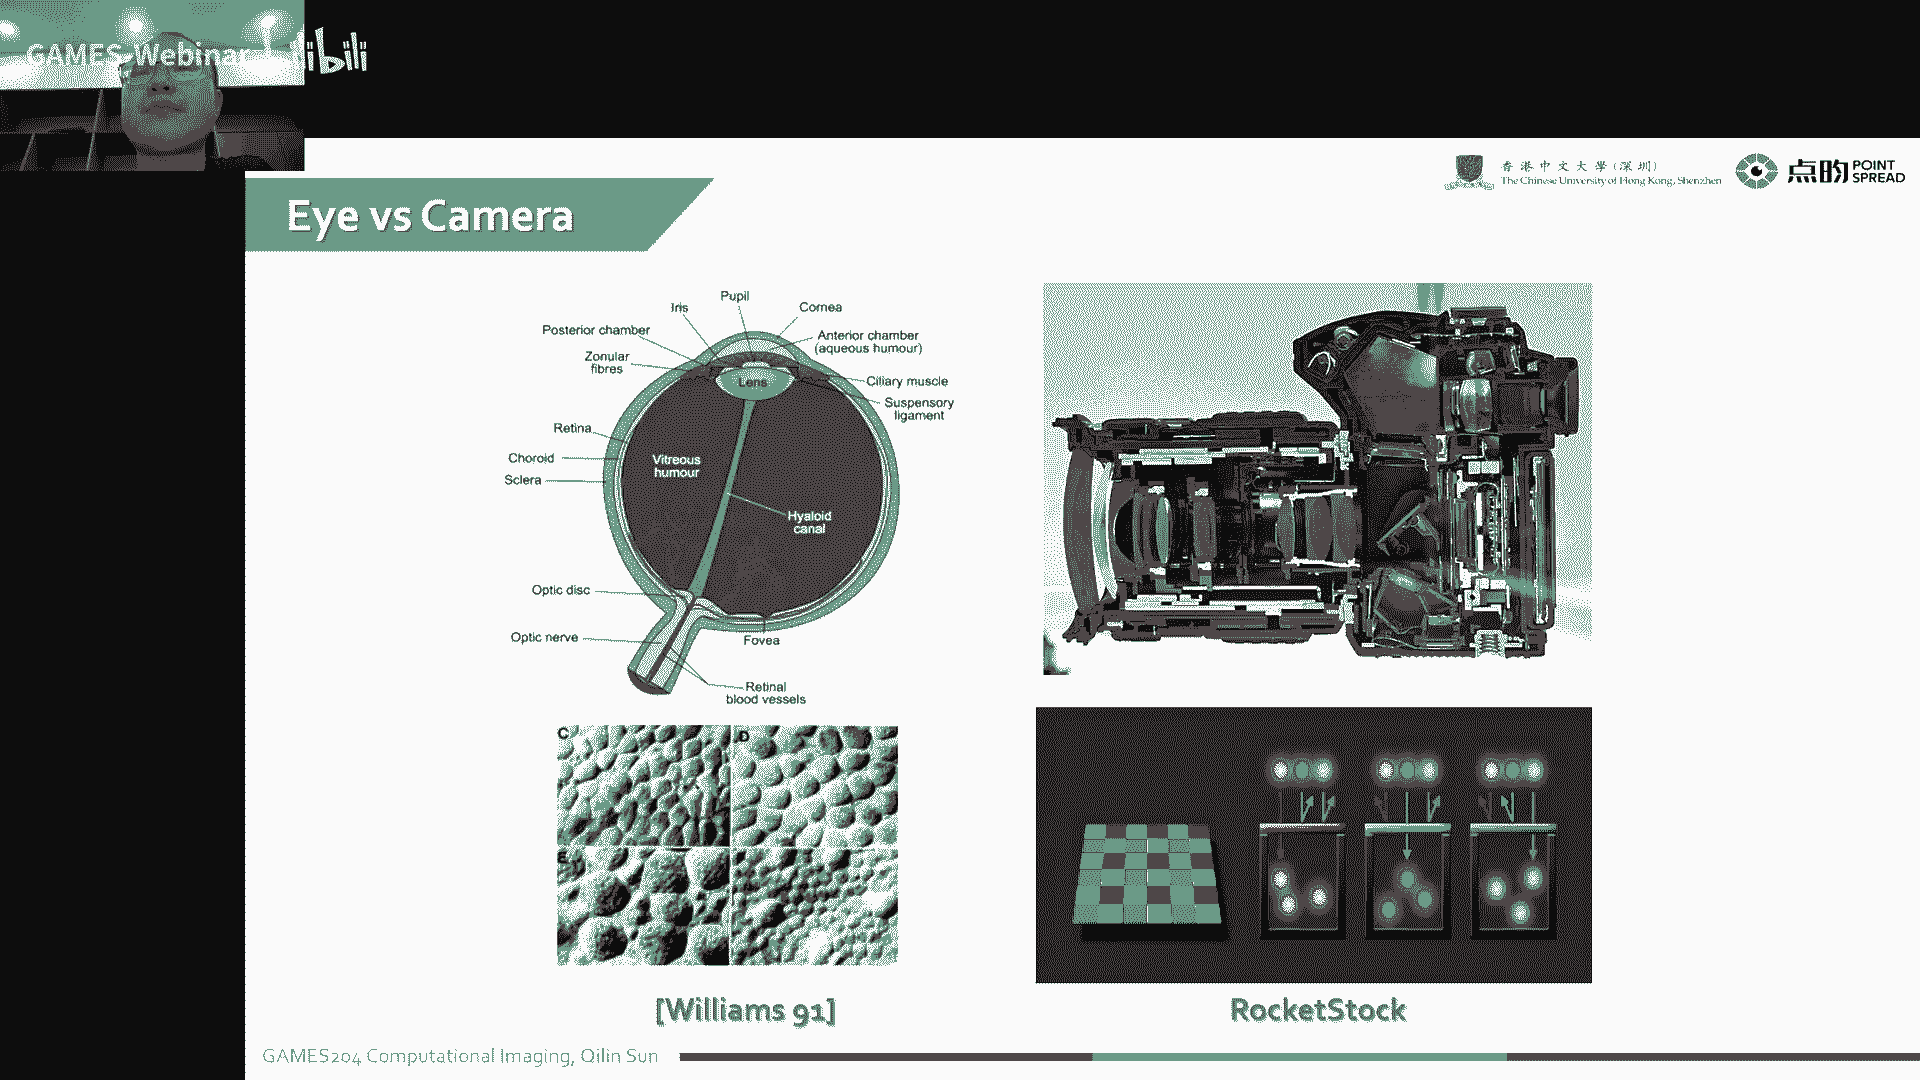 GAMES-Webinar bilibili
香港中文大學(深圳)
The Chinese University of Hong Kong, Shenzhen
点昀 POINT SPREAD
Eye vs Camera
Pupil
Iris
Cornea
Posterior chamber
Anterior chamber
(aqueous humour)
Zonular
fibres
Lens
Ciliary muscle
Suspensory
ligament
Retina
Choroid
Sclera
Vitreous
humour
Hyaloid
canal
Optic disc
Optic nerve
Fovea
Retinal
blood vessels
C
D
E
[Williams 91]
RocketStock
GAMES204 Computational Imaging, Qilin Sun